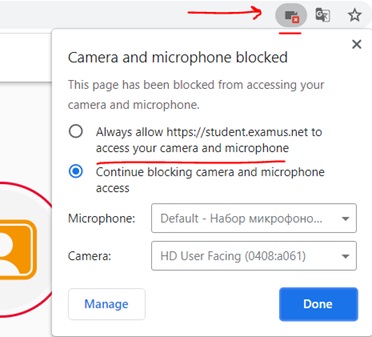 Camera and microphone blocked
This page has been blocked from accessing your
camera and microphone.
Always allow https://student.examus.net to
access your camera and microphone
Continue blocking camera and microphone
access
Microphone: Default - Набор микрофоно...
Camera: HD User Facing (0408:a061)
Manage Done